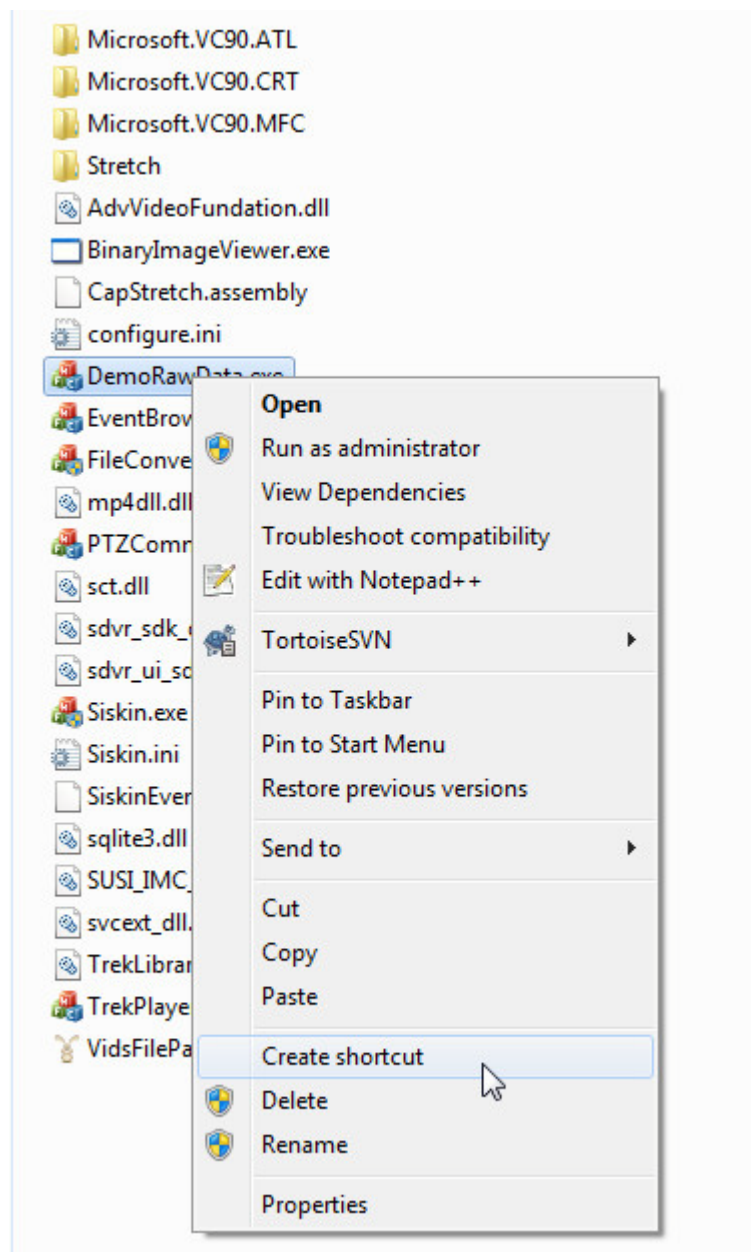 Microsoft.VC90.ATL
Microsoft.VC90.CRT
Microsoft.VC90.MFC
Stretch
AdvVideoFundation.dll
BinaryImageViewer.exe
CapStretch.assembly
configure.ini
DemoRawData.exe
EventBrov
FileConve
mp4dll.dll
PTZComm
sct.dll
sdvr_sdk_
sdvr_ui_sd
Siskin.exe
Siskin.ini
SiskinEver
sqlite3.dll
SUSI_IMC_
svcext_dll.
TrekLibrar
TrekPlaye
VidsFilePa
Open
Run as administrator
View Dependencies
Troubleshoot compatibility
Edit with Notepad++
TortoiseSVN
Pin to Taskbar
Pin to Start Menu
Restore previous versions
Send to
Cut
Copy
Paste
Create shortcut
Delete
Rename
Properties